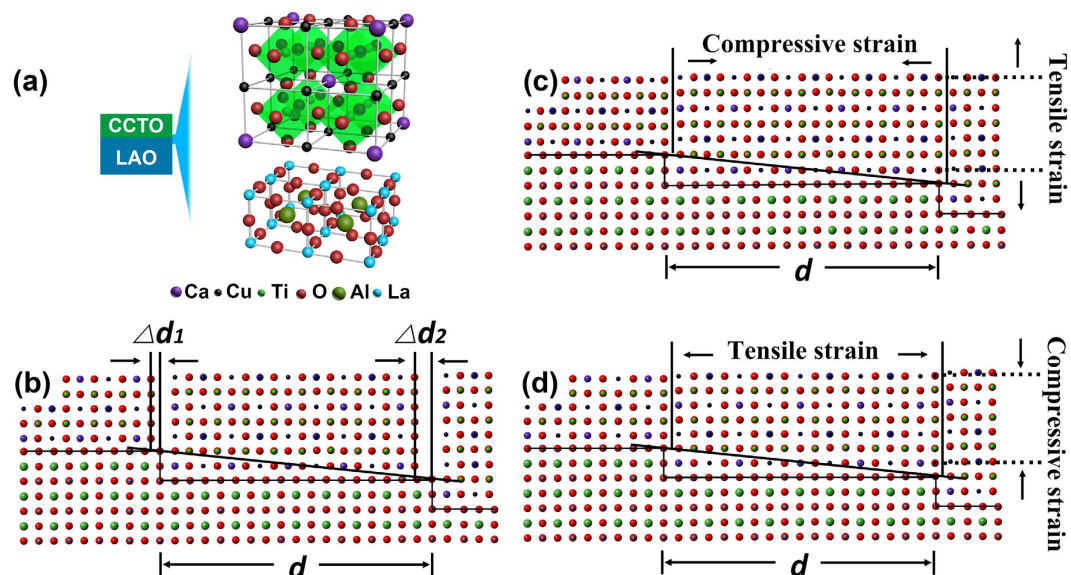 (a)
CCTO
LAO
Ca Cu Ti O Al La
(b)
△d1 △d2
d
(c)
Compressive strain
Tensile strain
d
(d)
Tensile strain
Compressive strain
d